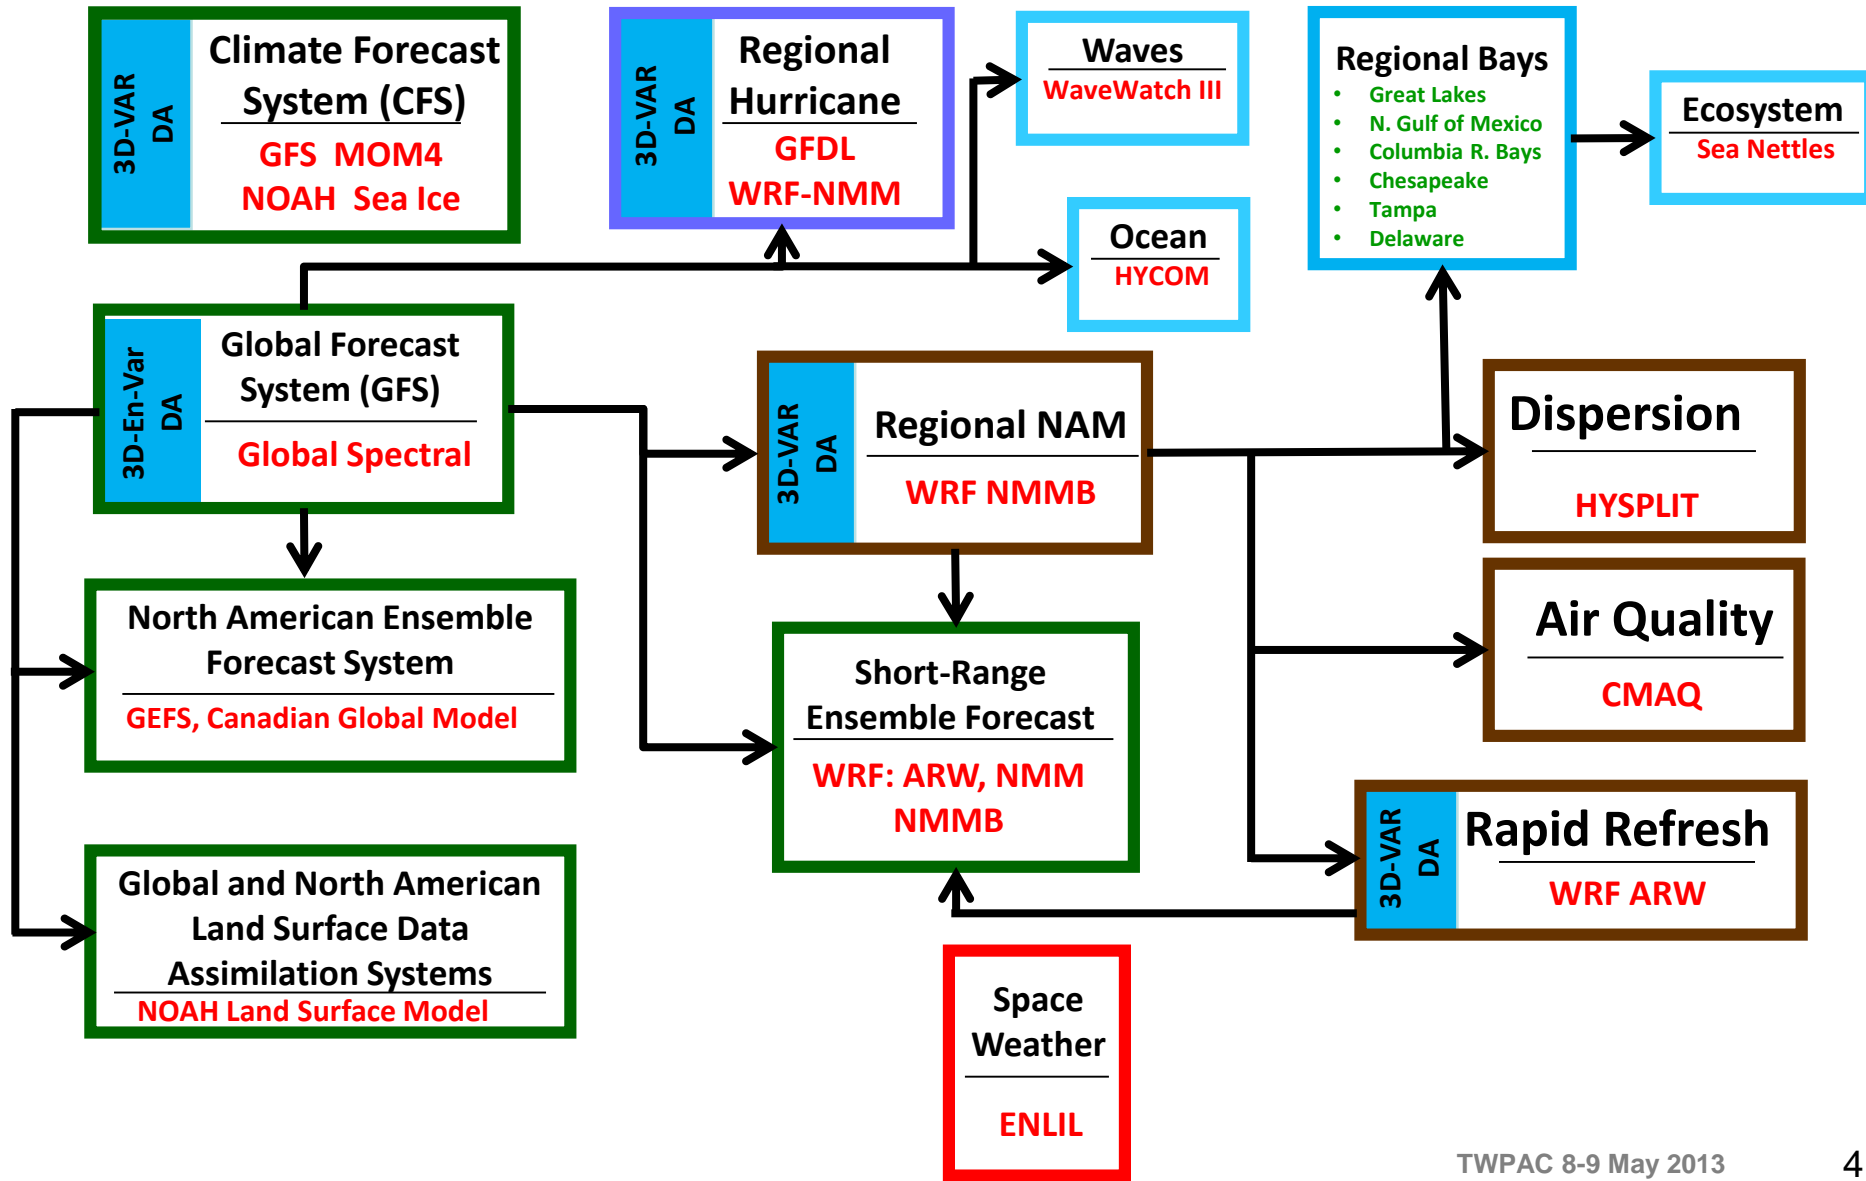 3D-VAR
DA
Climate Forecast
System (CFS)
GFS MOM4
NOAH Sea Ice
3D-VAR
DA
Regional
Hurricane
GFDL
WRF-NMM
Waves
WaveWatch III
Regional Bays
• Great Lakes
• N. Gulf of Mexico
• Columbia R. Bays
• Chesapeake
• Tampa
• Delaware
Ecosystem
Sea Nettles
Ocean
HYCOM
3D-En-Var
DA
Global Forecast
System (GFS)
Global Spectral
3D-VAR
DA
Regional NAM
WRF NMMB
Dispersion
HYSPLIT
North American Ensemble
Forecast System
GEFS, Canadian Global Model
Short-Range
Ensemble Forecast
WRF: ARW, NMM
NMMB
Air Quality
CMAQ
3D-VAR
DA
Rapid Refresh
WRF ARW
Global and North American
Land Surface Data
Assimilation Systems
NOAH Land Surface Model
Space
Weather
ENLIL
TWPAC 8-9 May 2013
4